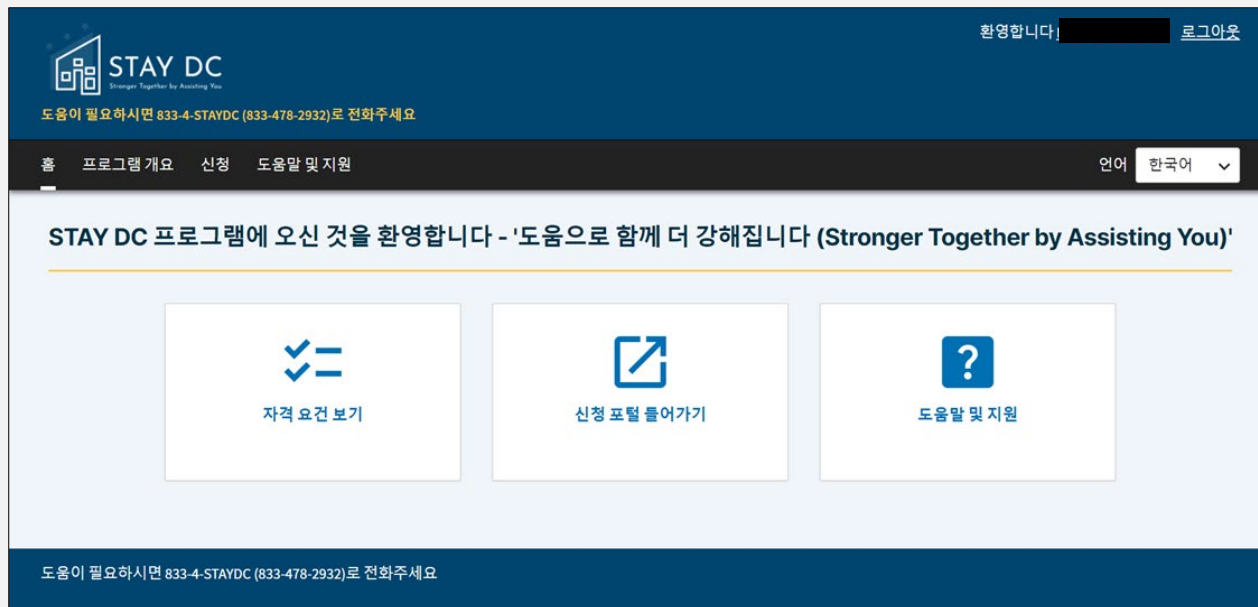 환영합니다
로그아웃
STAY DC
Stronger Together by Assisting You
도움이 필요하시면 833-4-STAYDC (833-478-2932)로 전화주세요
홈 프로그램 개요 신청 도움말 및 지원 언어 한국어
STAY DC 프로그램에 오신 것을 환영합니다 - '도움으로 함께 더 강해집니다 (Stronger Together by Assisting You)'
자격 요건 보기
신청 포털 들어가기
도움말 및 지원
도움이 필요하시면 833-4-STAYDC (833-478-2932)로 전화주세요